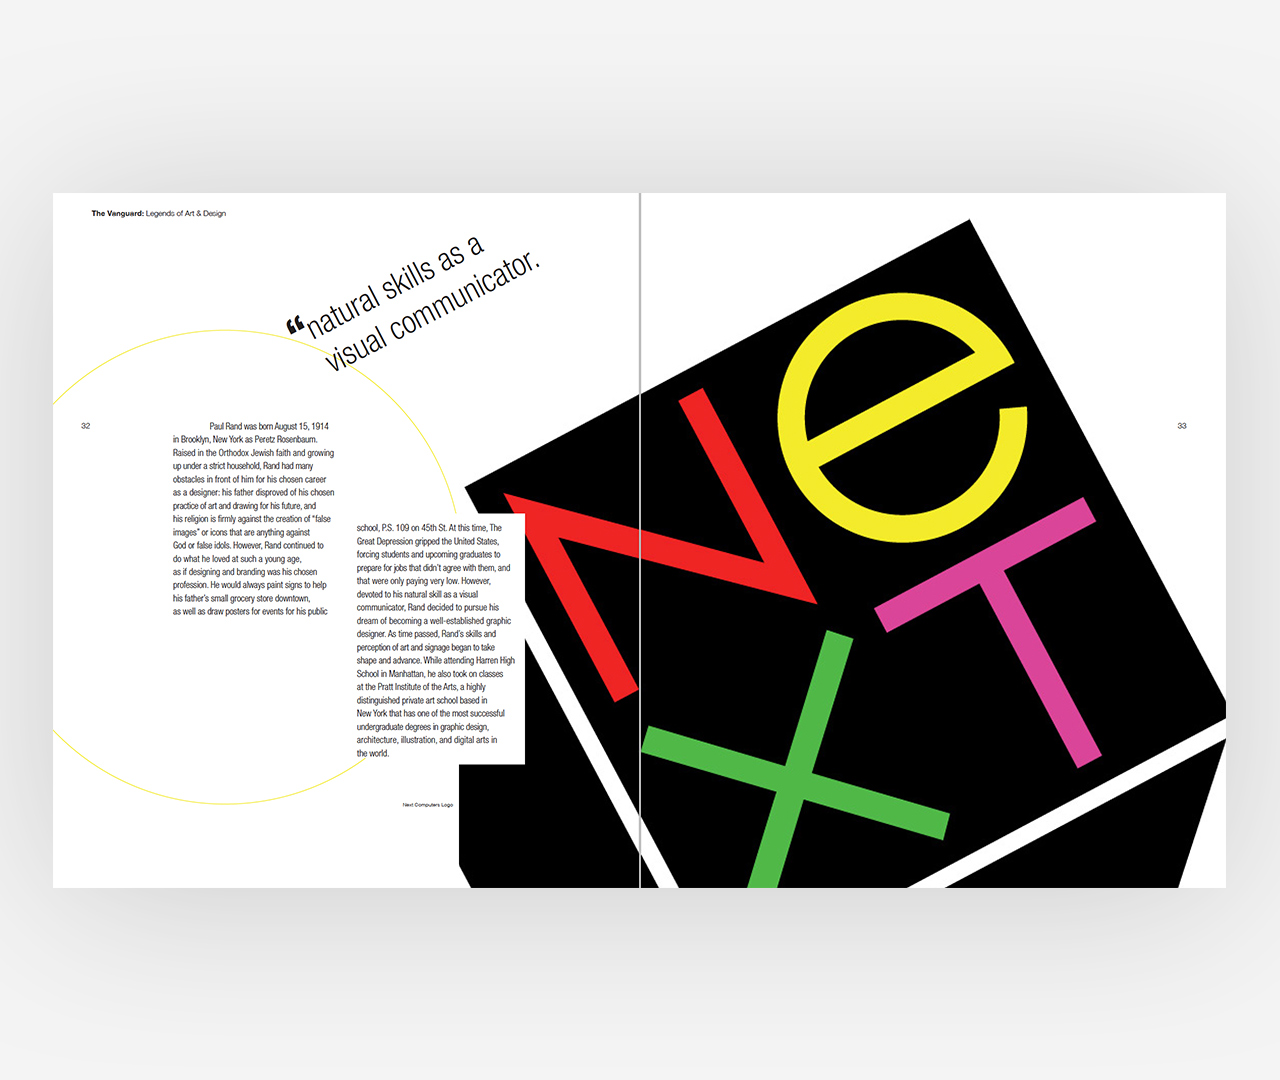 The Vanguard: Legends of Art & Design
“natural skills as a
visual communicator.
32
Paul Rand was born August 15, 1914
in Brooklyn, New York as Peretz Rosenbaum.
Raised in the Orthodox Jewish faith and growing
up under a strict household, Rand had many
obstacles in front of him for his chosen career
as a designer: his father disproved of his chosen
practice of art and drawing for his future, and
his religion is firmly against the creation of “false
images” or icons that are anything against
God or false idols. However, Rand continued to
do what he loved at such a young age,
as if designing and branding was his chosen
profession. He would always paint signs to help
his father's small grocery store downtown,
as well as draw posters for events for his public
school, P.S. 109 on 45th St. At this time, The
Great Depression gripped the United States,
forcing students and upcoming graduates to
prepare for jobs that didn't agree with them, and
that were only paying very low. However,
devoted to his natural skill as a visual
communicator, Rand decided to pursue his
dream of becoming a well-established graphic
designer. As time passed, Rand's skills and
perception of art and signage began to take
shape and advance. While attending Harren High
School in Manhattan, he also took on classes
at the Pratt Institute of the Arts, a highly
distinguished private art school based in
New York that has one of the most successful
undergraduate degrees in graphic design,
architecture, illustration, and digital arts in
the world.
Next Computers Logo
Ne
XT
33